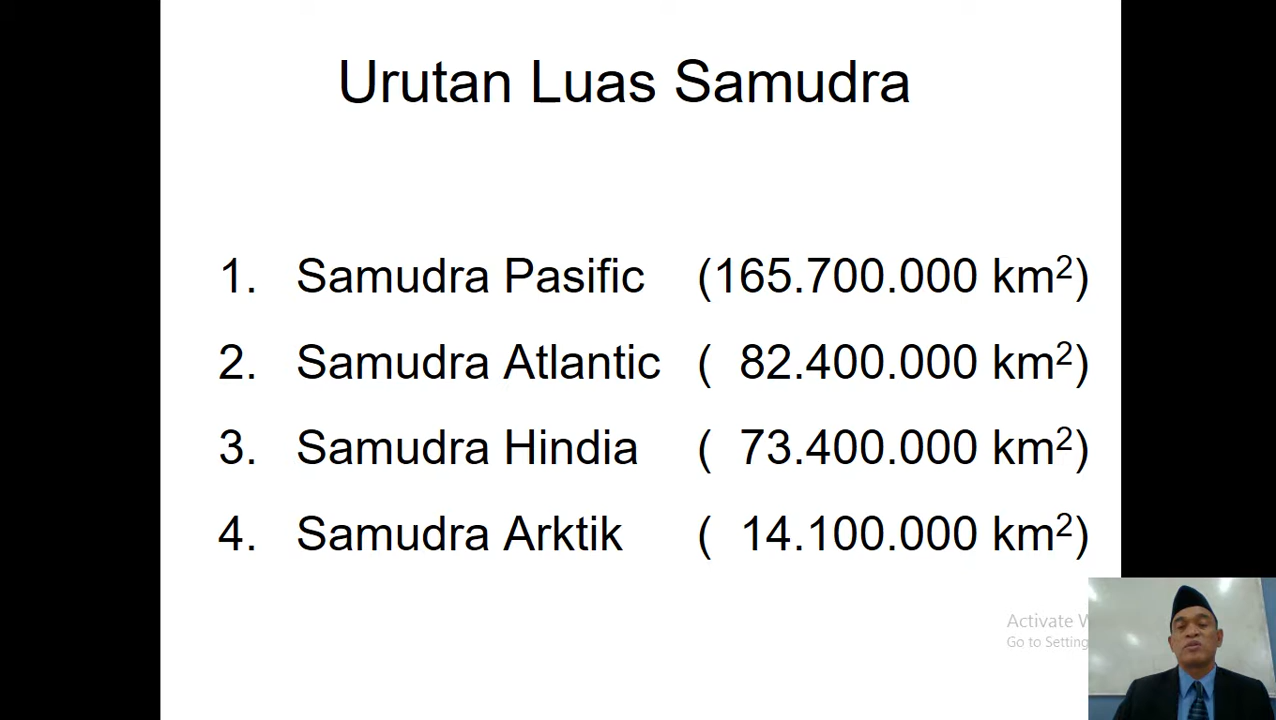 Urutan Luas Samudra
1. Samudra Pasific (165.700.000 km²)
2. Samudra Atlantic ( 82.400.000 km²)
3. Samudra Hindia ( 73.400.000 km²)
4. Samudra Arktik ( 14.100.000 km²)
Activate W
Go to Setting